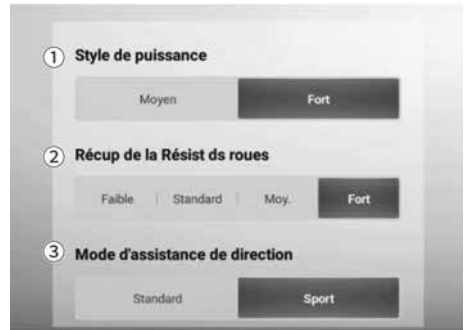 ① Style de puissance
Moyen Fort
② Récup de la Résist ds roues
Faible Standard Moy. Fort
③ Mode d'assistance de direction
Standard Sport